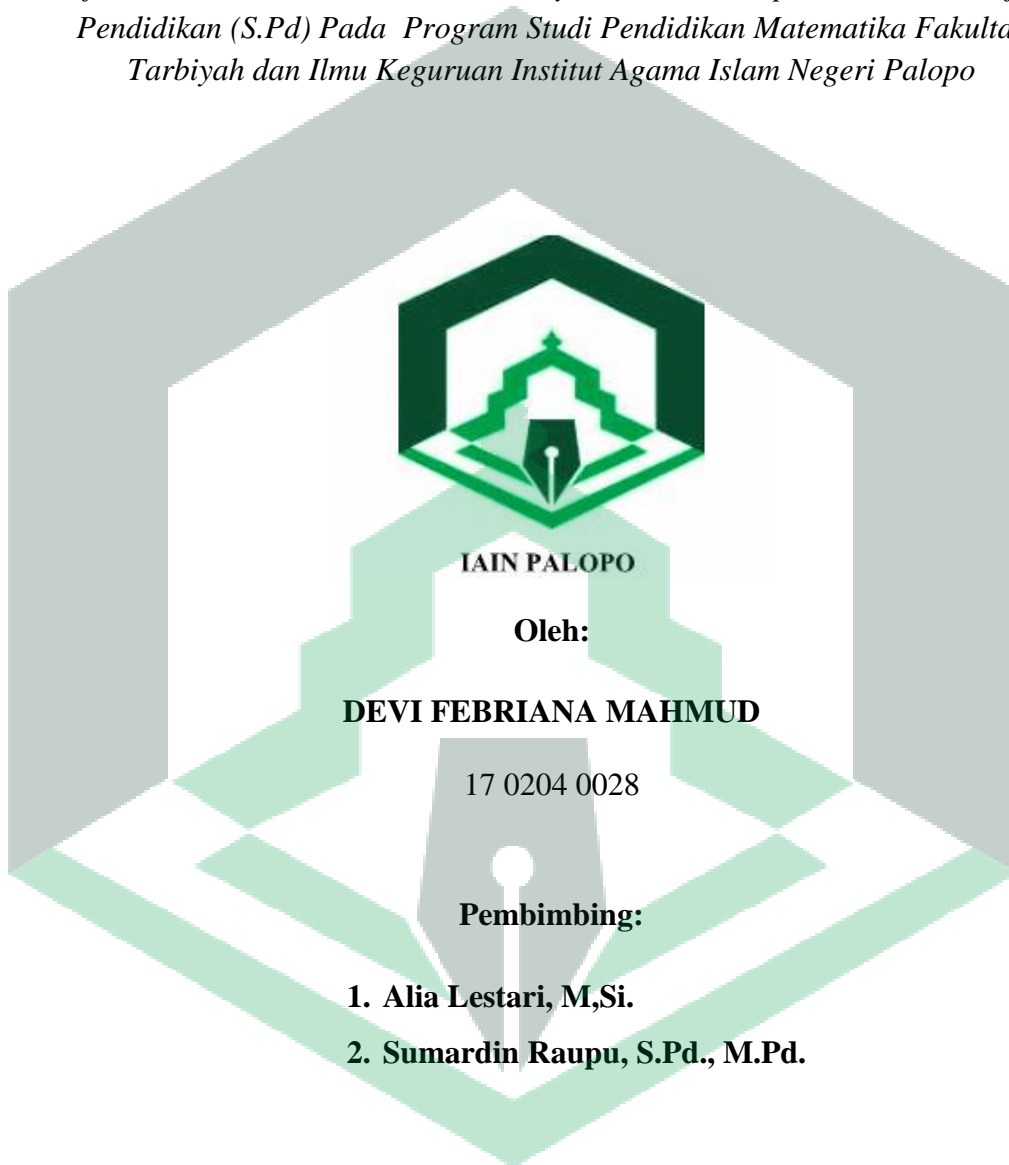 Pendidikan (S.Pd) Pada Program Studi Pendidikan Matematika
Tarbiyah dan Ilmu Keguruan Institut Agama Islam Negeri Palopo
IAIN PALOPO
Oleh:
DEVI FEBRIANA MAHMUD
17 0204 0028
Pembimbing:
1. Alia Lestari, M,Si.
2. Sumardin Raupu, S.Pd., M.Pd.